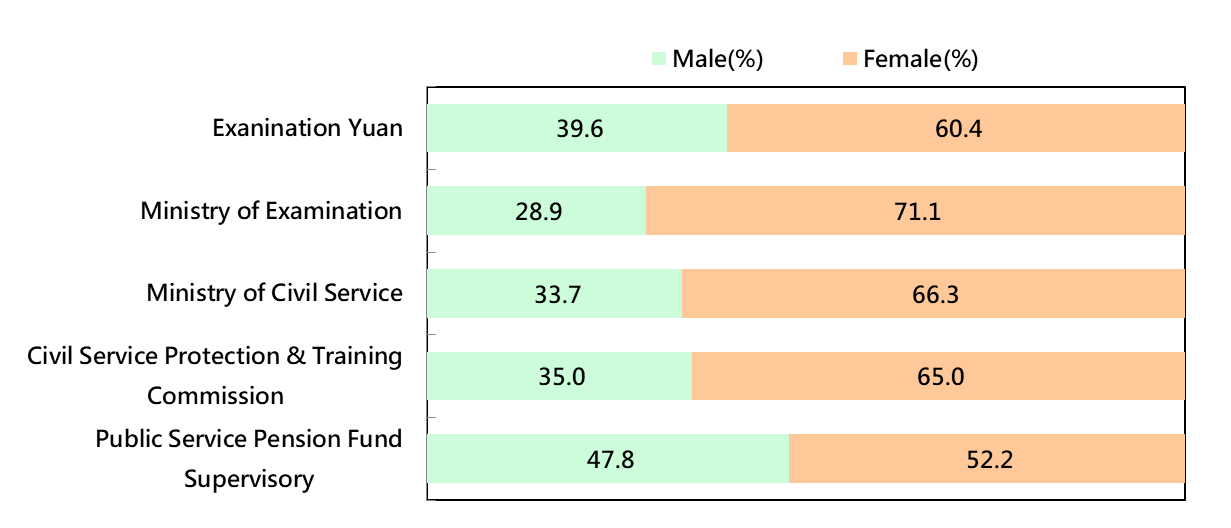 Male(%) Female(%)
Exanination Yuan 39.6 60.4
Ministry of Examination 28.9 71.1
Ministry of Civil Service 33.7 66.3
Civil Service Protection & Training
Commission 35.0 65.0
Public Service Pension Fund
Supervisory 47.8 52.2